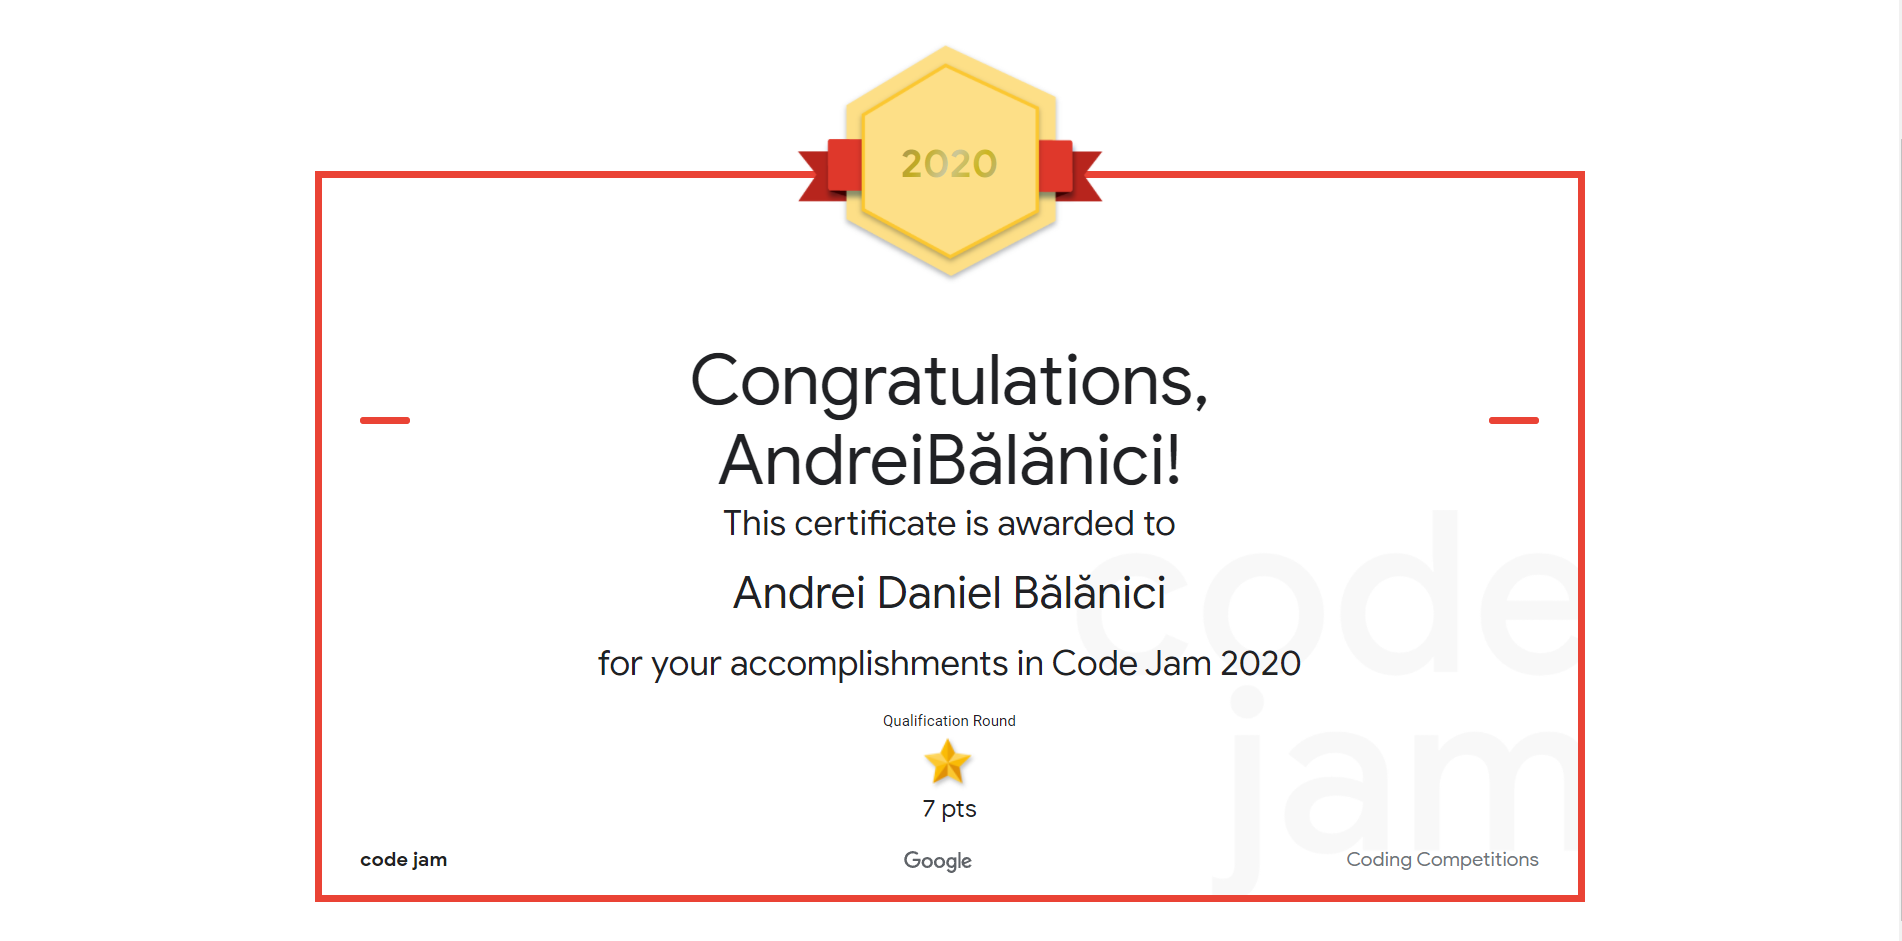 2020
Congratulations,
AndreiBălănici!
This certificate is awarded to
Andrei Daniel Bălănici
for your accomplishments in Code Jam 2020
Qualification Round
7 pts
code jam
Google
Coding Competitions
code
jam